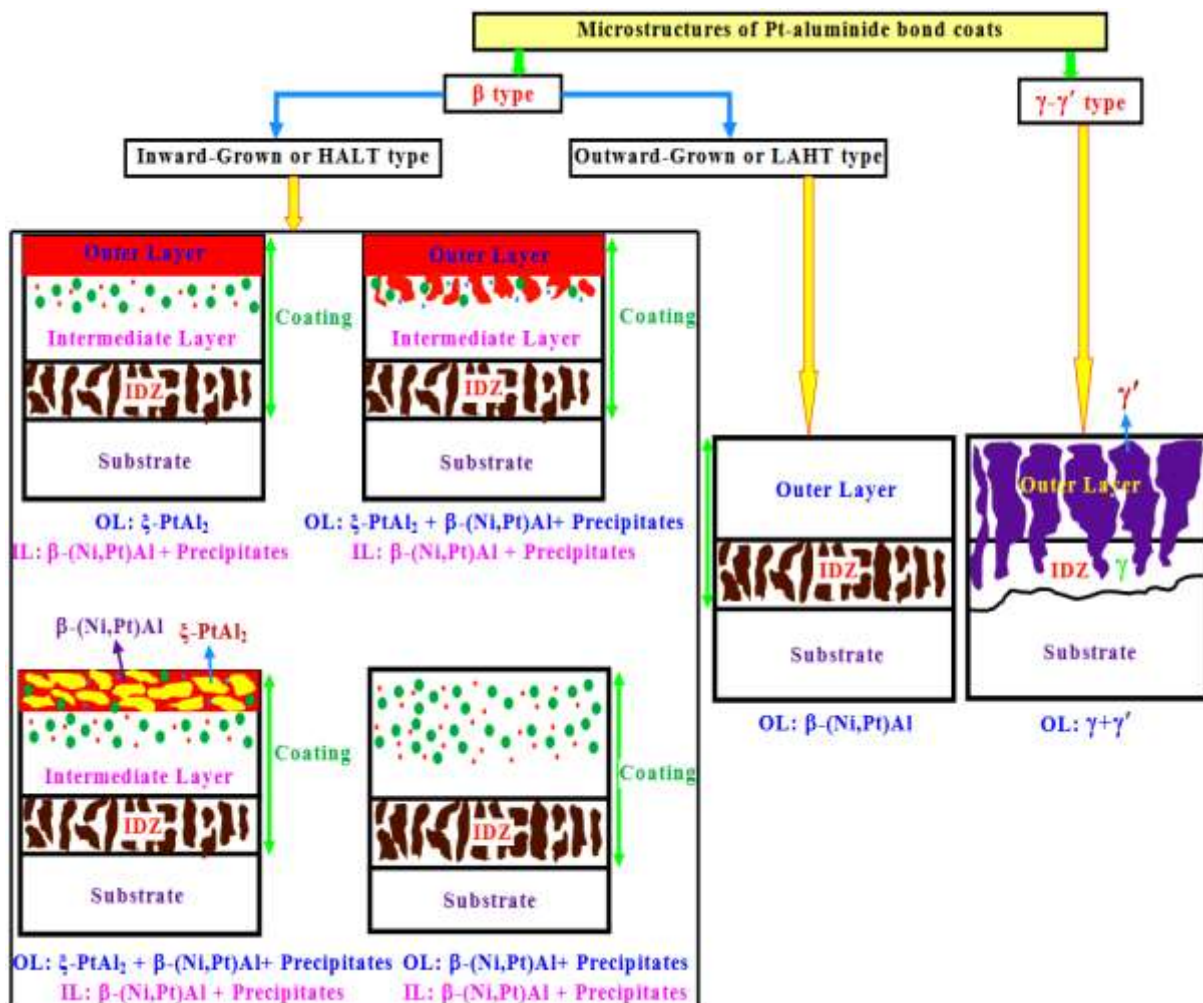 Microstructures of Pt-aluminide bond coats
β type
γ-γ′ type
Inward-Grown or HALT type
Outward-Grown or LAHT type
Outer Layer
Intermediate Layer
IDZ
Substrate
Coating
OL: ξ-PtAl₂
IL: β-(Ni,Pt)Al + Precipitates
Outer Layer
Intermediate Layer
IDZ
Substrate
Coating
OL: ξ-PtAl₂ + β-(Ni,Pt)Al+ Precipitates
IL: β-(Ni,Pt)Al + Precipitates
β-(Ni,Pt)Al
ξ-PtAl₂
Intermediate Layer
IDZ
Substrate
Coating
OL: ξ-PtAl₂ + β-(Ni,Pt)Al+ Precipitates
IL: β-(Ni,Pt)Al + Precipitates
IDZ
Substrate
Coating
OL: β-(Ni,Pt)Al+ Precipitates
IL: β-(Ni,Pt)Al + Precipitates
Outer Layer
IDZ
Substrate
OL: β-(Ni,Pt)Al
γ′
Outer Layer
IDZ
γ
Substrate
OL: γ+γ′